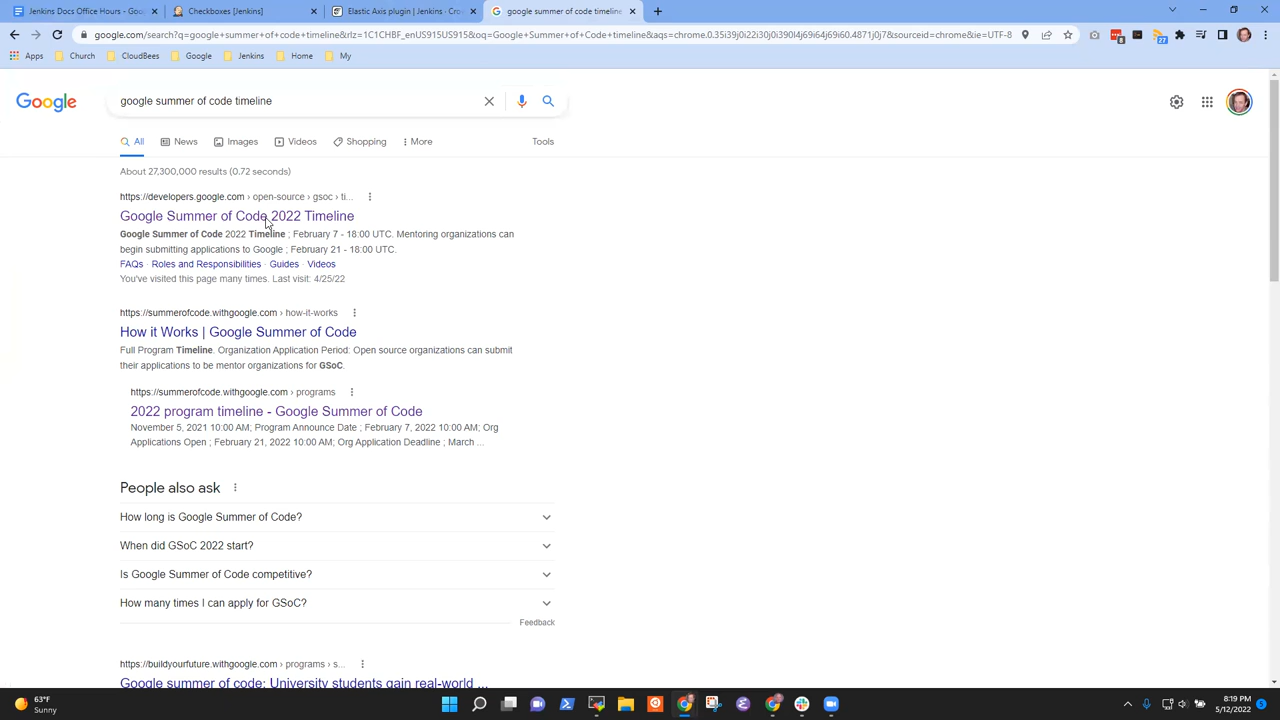 Jenkins Docs Office Hours - Goo
Checkboxes [Jenkins]
Elastic Axis plugin | Jenkins - Crow
google summer of code timeline
google.com/search?q=google+summer+of+code+timeline&rlz=1C1CHBF_enUS915US915&oq=Google+Summer+of+Code+timeline&aqs=chrome.0.35i39j0i22i30j0i390l4j69i64j69i60.4871j0j7&sourceid=chrome&ie=UTF-8
8
27
Apps
Church
CloudBees
Google
Jenkins
Home
My
Google
google summer of code timeline
All
News
Images
Videos
Shopping
More
Tools
About 27,300,000 results (0.72 seconds)
https://developers.google.com › open-source › gsoc › ti...
Google Summer of Code 2022 Timeline
Google Summer of Code 2022 Timeline ; February 7 - 18:00 UTC. Mentoring organizations can
begin submitting applications to Google ; February 21 - 18:00 UTC.
FAQs · Roles and Responsibilities · Guides · Videos
You've visited this page many times. Last visit: 4/25/22
https://summerofcode.withgoogle.com › how-it-works
How it Works | Google Summer of Code
Full Program Timeline. Organization Application Period: Open source organizations can submit
their applications to be mentor organizations for GSoC.
https://summerofcode.withgoogle.com › programs
2022 program timeline - Google Summer of Code
November 5, 2021 10:00 AM; Program Announce Date ; February 7, 2022 10:00 AM; Org
Applications Open ; February 21, 2022 10:00 AM; Org Application Deadline ; March ...
People also ask
How long is Google Summer of Code?
When did GSoC 2022 start?
Is Google Summer of Code competitive?
How many times I can apply for GSoC?
Feedback
https://buildyourfuture.withgoogle.com › programs › s...
Google summer of code: University students gain real-world ...
63°F
Sunny
8:19 PM
5/12/2022